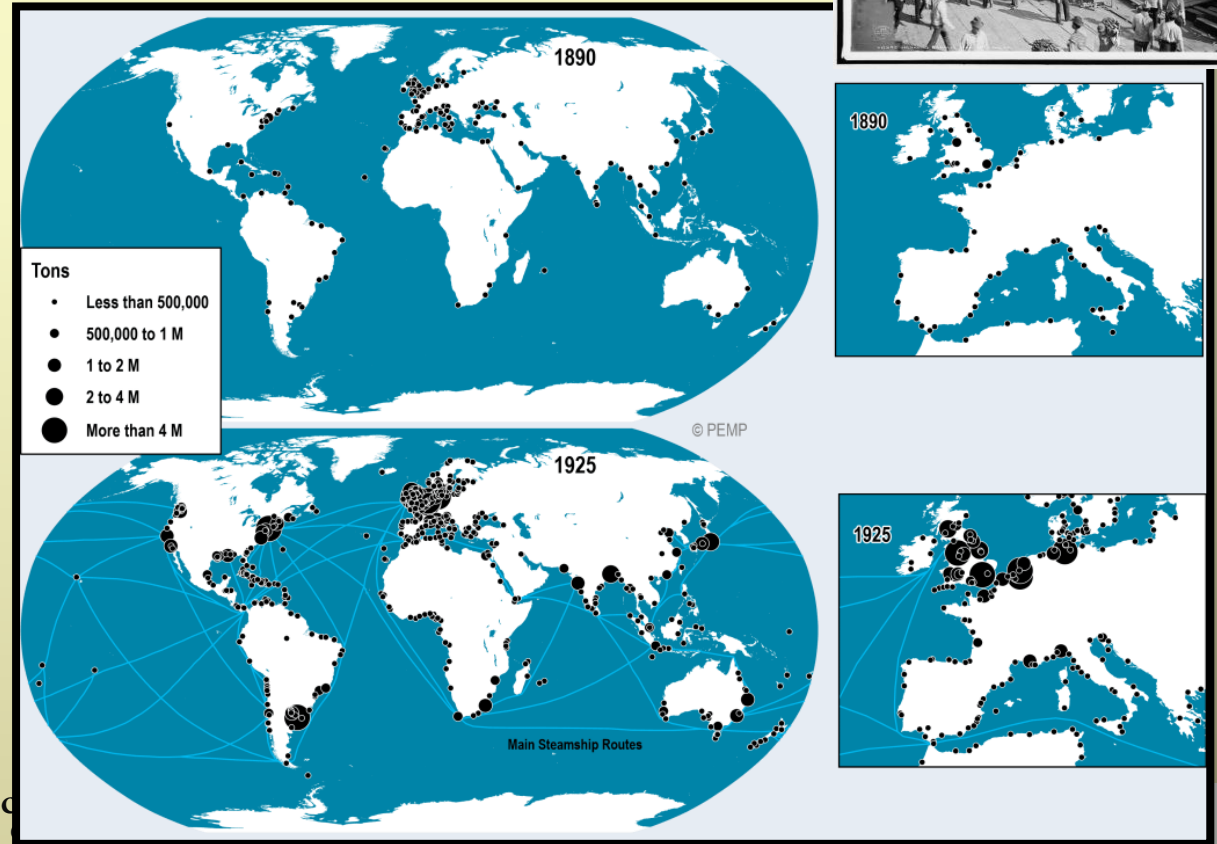 1890
1890
Tons
Less than 500,000
500,000 to 1 M
1 to 2 M
2 to 4 M
More than 4 M
© PEMP
1925
1925
Main Steamship Routes